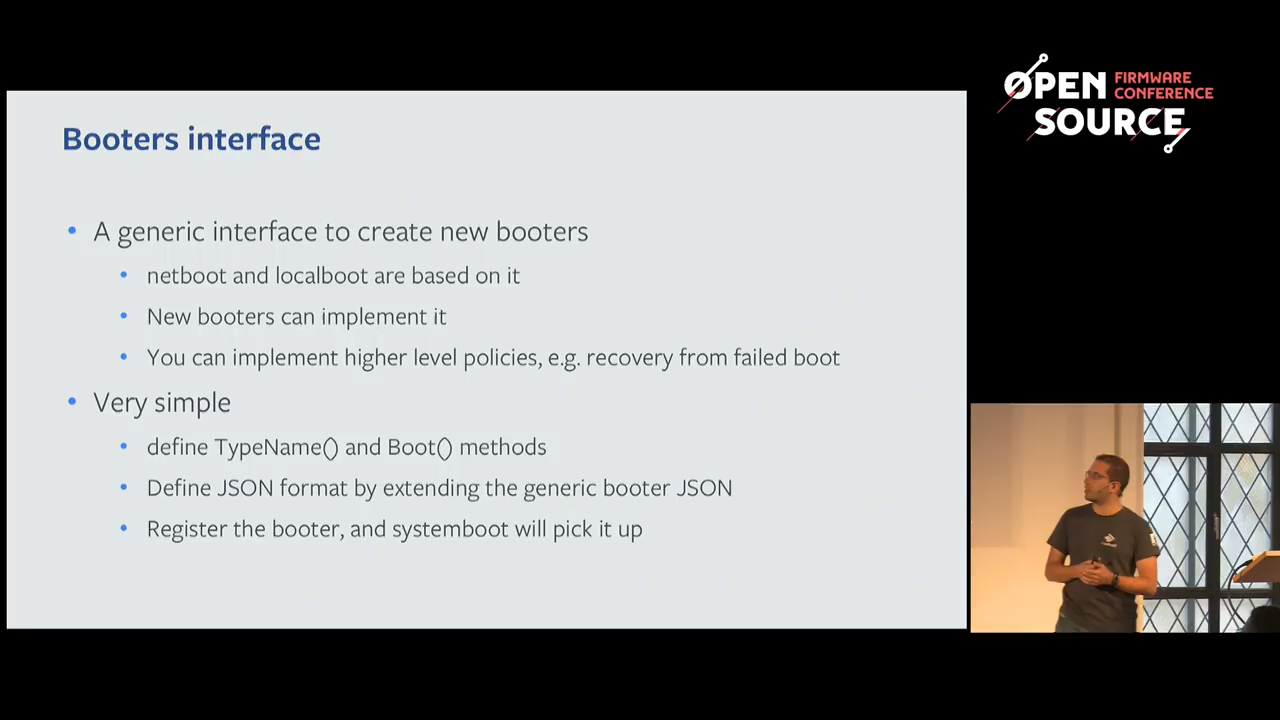 Booters interface
• A generic interface to create new booters
• netboot and localboot are based on it
• New booters can implement it
• You can implement higher level policies, e.g. recovery from failed boot
• Very simple
• define TypeName() and Boot() methods
• Define JSON format by extending the generic booter JSON
• Register the booter, and systemboot will pick it up
OPEN FIRMWARE
CONFERENCE
SOURCE